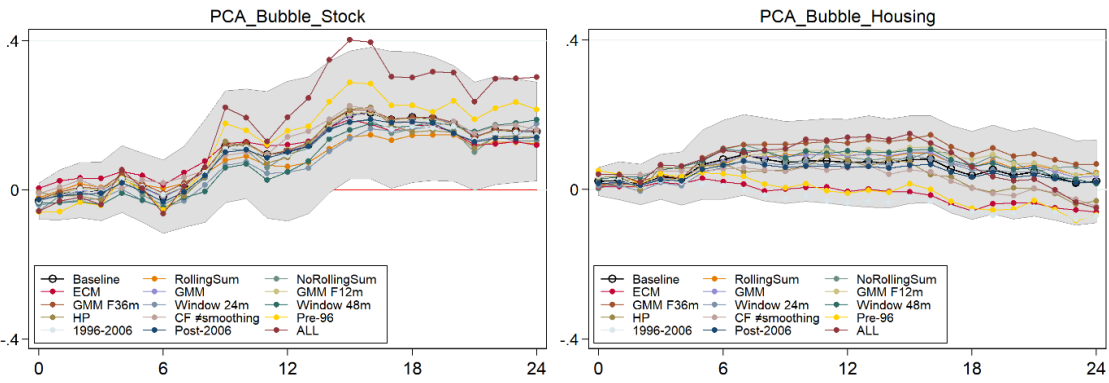 PCA_Bubble_Stock
.4
0
-.4
Baseline RollingSum NoRollingSum
ECM GMM GMM F12m
GMM F36m Window 24m Window 48m
HP CF ≠smoothing Pre-96
1996-2006 Post-2006 ALL
0 6 12 18 24
PCA_Bubble_Housing
.4
0
-.4
Baseline RollingSum NoRollingSum
ECM GMM GMM F12m
GMM F36m Window 24m Window 48m
HP CF ≠smoothing Pre-96
1996-2006 Post-2006 ALL
0 6 12 18 24